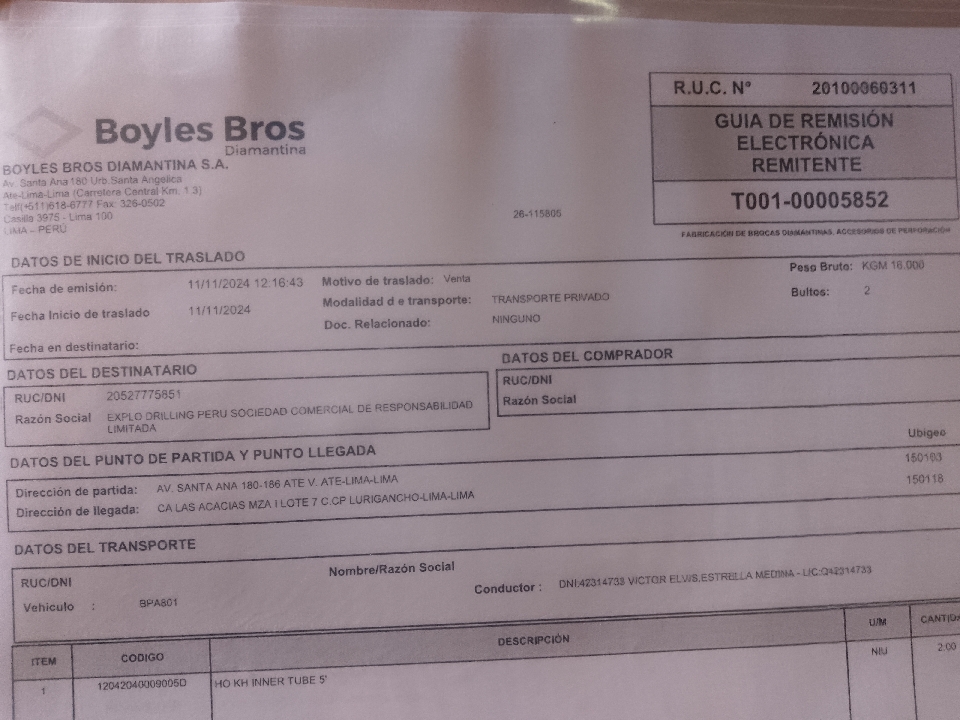 R.U.C. N° 20100060311
GUIA DE REMISIÓN
ELECTRÓNICA
REMITENTE
T001-00005852
FABRICACIÓN DE BROCAS DIAMANTINAS, ACCESORIOS DE PERFORACIÓN
Boyles Bros
Diamantina
BOYLES BROS DIAMANTINA S.A.
Av. Santa Ana 180 Urb.Santa Angelica
Ate-Lima-Lima (Carretera Central Km. 1.3)
Telf(+511)618-6777 Fax: 326-0502
Casilla 3975 - Lima 100
LIMA – PERÚ
26-115805
DATOS DE INICIO DEL TRASLADO
Fecha de emisión: 11/11/2024 12:16:43 Motivo de traslado: Venta Peso Bruto: KGM 16.000
Fecha Inicio de traslado 11/11/2024 Modalidad d e transporte: TRANSPORTE PRIVADO Bultos: 2
Doc. Relacionado: NINGUNO
Fecha en destinatario:
DATOS DEL DESTINATARIO
RUC/DNI 20527775851
Razón Social EXPLO DRILLING PERU SOCIEDAD COMERCIAL DE RESPONSABILIDAD
LIMITADA
DATOS DEL COMPRADOR
RUC/DNI
Razón Social
DATOS DEL PUNTO DE PARTIDA Y PUNTO LLEGADA Ubigeo
Dirección de partida: AV. SANTA ANA 180-186 ATE V. ATE-LIMA-LIMA 150103
Dirección de llegada: CA LAS ACACIAS MZA I LOTE 7 C.CP LURIGANCHO-LIMA-LIMA 150118
DATOS DEL TRANSPORTE
RUC/DNI Nombre/Razón Social
Vehiculo : BPA801 Conductor : DNI:42314733 VICTOR ELVIS,ESTRELLA MEDINA - LIC:Q42314733
ITEM CODIGO DESCRIPCIÓN U/M CANTIDA
1 12042040009005D HO KH INNER TUBE 5' NIU 2.00